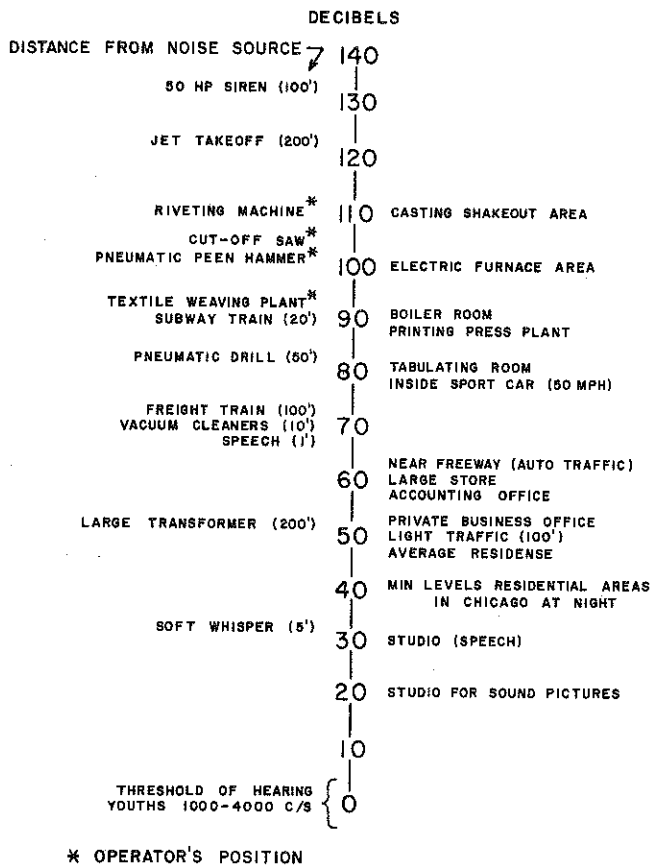 DECIBELS
DISTANCE FROM NOISE SOURCE 140
50 HP SIREN (100')
130
JET TAKEOFF (200')
120
RIVETING MACHINE* 110 CASTING SHAKEOUT AREA
CUT-OFF SAW*
PNEUMATIC PEEN HAMMER* 100 ELECTRIC FURNACE AREA
TEXTILE WEAVING PLANT*
SUBWAY TRAIN (20') 90 BOILER ROOM
PRINTING PRESS PLANT
PNEUMATIC DRILL (50')
80 TABULATING ROOM
INSIDE SPORT CAR (50 MPH)
FREIGHT TRAIN (100')
VACUUM CLEANERS (10') 70
SPEECH (1')
NEAR FREEWAY (AUTO TRAFFIC)
60 LARGE STORE
ACCOUNTING OFFICE
LARGE TRANSFORMER (200') PRIVATE BUSINESS OFFICE
50 LIGHT TRAFFIC (100')
AVERAGE RESIDENSE
40 MIN LEVELS RESIDENTIAL AREAS
IN CHICAGO AT NIGHT
SOFT WHISPER (5')
30 STUDIO (SPEECH)
20 STUDIO FOR SOUND PICTURES
10
THRESHOLD OF HEARING
YOUTHS 1000-4000 C/S 0
* OPERATOR'S POSITION